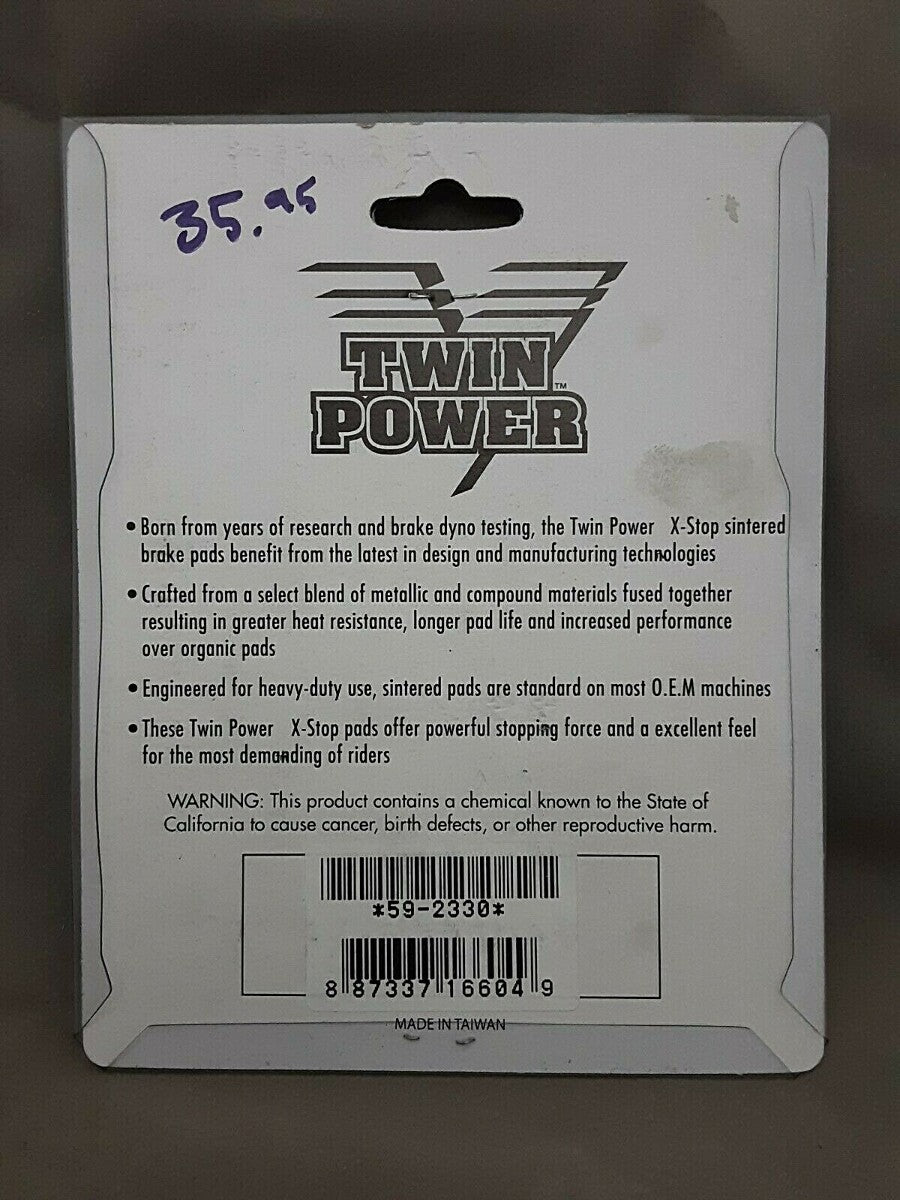 35.95
TWIN
POWER™
• Born from years of research and brake dyno testing, the Twin Power X-Stop sintered
brake pads benefit from the latest in design and manufacturing technologies
• Crafted from a select blend of metallic and compound materials fused together
resulting in greater heat resistance, longer pad life and increased performance
over organic pads
• Engineered for heavy-duty use, sintered pads are standard on most O.E.M machines
• These Twin Power X-Stop pads offer powerful stopping force and a excellent feel
for the most demanding of riders
WARNING: This product contains a chemical known to the State of
California to cause cancer, birth defects, or other reproductive harm.
*59-2330*
8 87337 16604 9
MADE IN TAIWAN